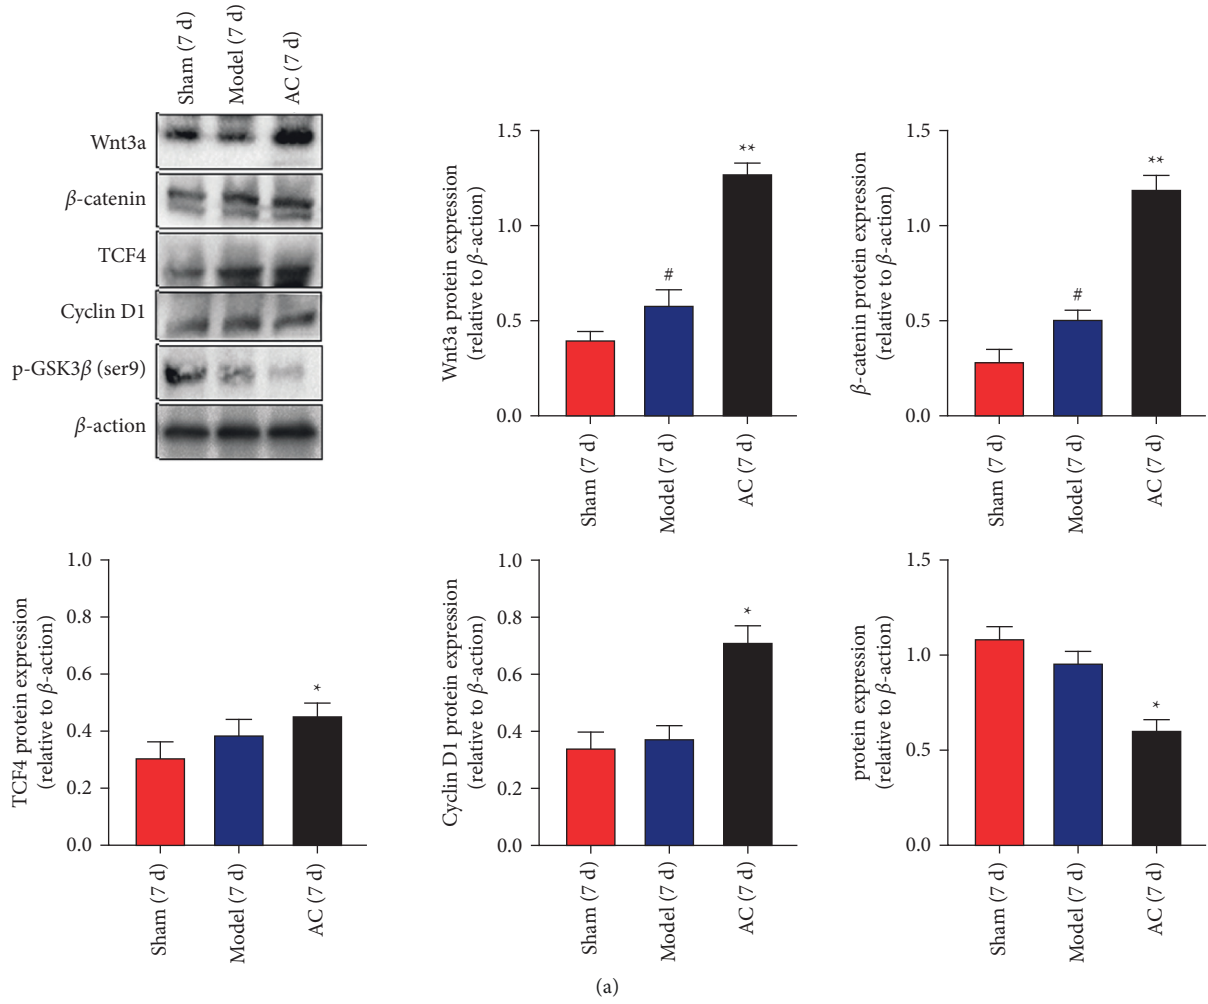 Sham (7 d)
Model (7 d)
AC (7 d)
Wnt3a
β-catenin
TCF4
Cyclin D1
p-GSK3β (ser9)
β-action
Wnt3a protein expression
(relative to β-action)
1.5
1.0
0.5
0.0
#
**
Sham (7 d)
Model (7 d)
AC (7 d)
β-catenin protein expression
(relative to β-action)
1.5
1.0
0.5
0.0
#
**
Sham (7 d)
Model (7 d)
AC (7 d)
TCF4 protein expression
(relative to β-action)
1.0
0.8
0.6
0.4
0.2
0.0
*
Sham (7 d)
Model (7 d)
AC (7 d)
Cyclin D1 protein expression
(relative to β-action)
1.0
0.8
0.6
0.4
0.2
0.0
*
Sham (7 d)
Model (7 d)
AC (7 d)
protein expression
(relative to β-action)
1.5
1.0
0.5
0.0
*
Sham (7 d)
Model (7 d)
AC (7 d)
(a)